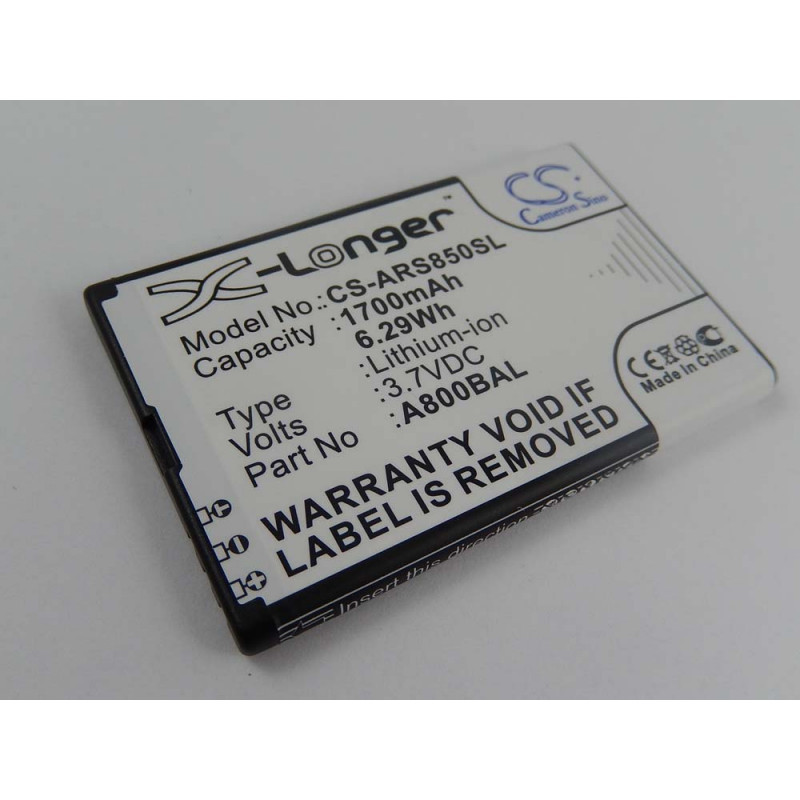 X-Longer™
CS
Cameron Sino
Model No.: CS-ARS850SL
Capacity : 1700mAh
6.29Wh
Type : Lithium-ion
Volts : 3.7VDC
Part No : A800BAL
WARRANTY VOID IF
LABEL IS REMOVED
CE
Made In China